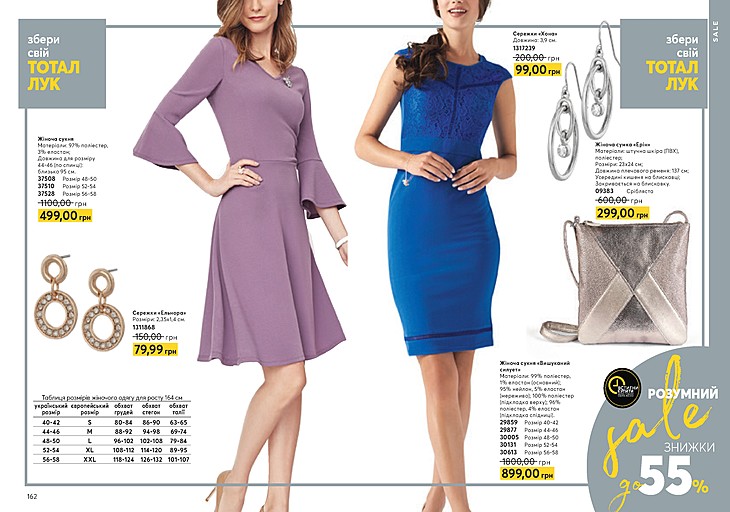 збери
свій
ТОТАЛ
ЛУК
Жіноча сукня
Матеріали: 97% поліестер,
3% еластан;
Довжина для розміру
44-46 (по спинці):
близько 95 см.
37508 Розмір 48-50
37510 Розмір 52-54
37528 Розмір 56-58
1100,00 грн
499,00 грн
Сережки «Ельнора»
Розміри: 2,35х1,4 см.
1311868
150,00 грн
79,99 грн
Таблиця розмірів жіночого одягу для росту 164 см
український розмір європейський розмір обхват грудей обхват стегон обхват талії
40-42 S 80-84 86-90 63-65
44-46 M 88-92 94-98 69-74
48-50 L 96-102 102-108 79-84
52-54 XL 108-112 114-120 89-95
56-58 XXL 118-124 126-132 101-107
162
Сережки «Хона»
Довжина: 3,9 см.
1317239
200,00 грн
99,00 грн
збери
свій
ТОТАЛ
ЛУК
SALE
Жіноча сумка «Ерін»
Матеріали: штучна шкіра (ПВХ),
поліестер;
Розміри: 23х24 см;
Довжина плечового ременя: 137 см;
Усередині кишеня на блискавці;
Закривається на блискавку.
09383 Срібляста
600,00 грн
299,00 грн
Жіноча сукня «Вишуканий
силует»
Матеріали: 99% поліестер,
1% еластан (основний);
95% нейлон, 5% еластан
(мереживо); 100% поліестер
(підкладка верху); 96%
поліестер, 4% еластан
(підкладка спідниці).
29859 Розмір 40-42
29877 Розмір 44-46
30005 Розмір 48-50
30131 Розмір 52-54
30613 Розмір 56-58
1800,00 грн
899,00 грн
ВСТИГНИ
КУПИТИ
РОЗУМНИЙ
sale
ЗНИЖКИ
до 55%